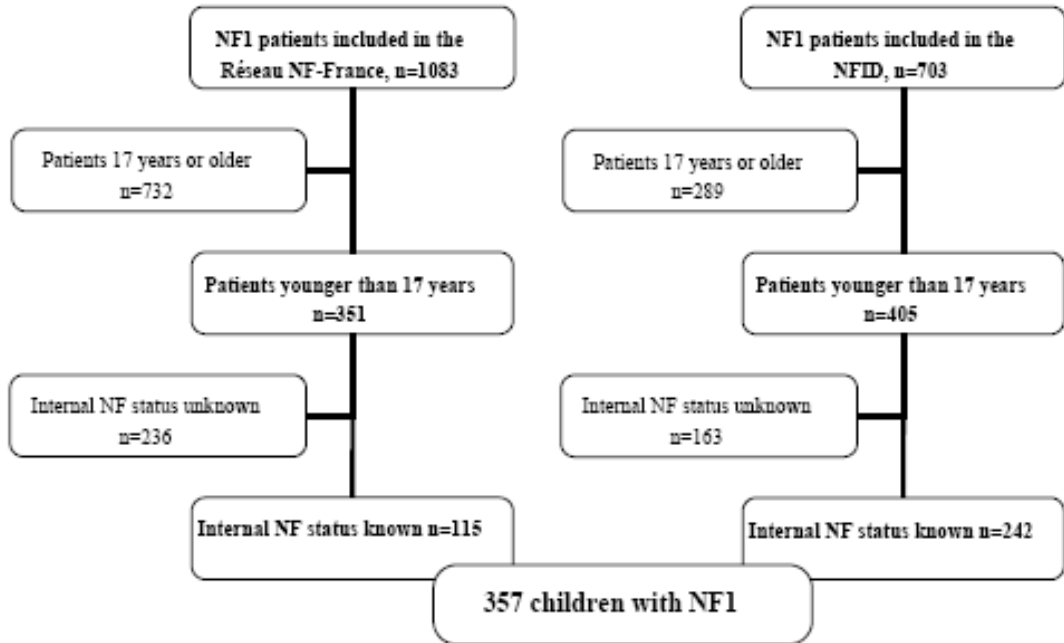 NF1 patients included in the
Réseau NF-France, n=1083
NF1 patients included in the
NFID, n=703
Patients 17 years or older
n=732
Patients 17 years or older
n=289
Patients younger than 17 years
n=351
Patients younger than 17 years
n=405
Internal NF status unknown
n=236
Internal NF status unknown
n=163
Internal NF status known n=115
Internal NF status known n=242
357 children with NF1